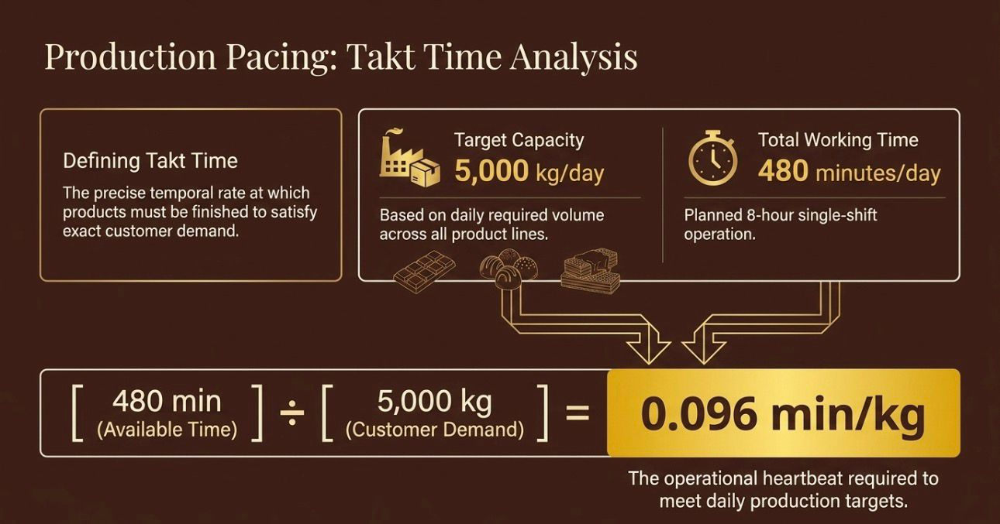 Production Pacing: Takt Time Analysis
Defining Takt Time
The precise temporal rate at which
products must be finished to satisfy
exact customer demand.
Target Capacity
5,000 kg/day
Based on daily required volume
across all product lines.
Total Working Time
480 minutes/day
Planned 8-hour single-shift
operation.
[ 480 min ] ÷ [ 5,000 kg ] = 0.096 min/kg
(Available Time) (Customer Demand)
The operational heartbeat required to
meet daily production targets.